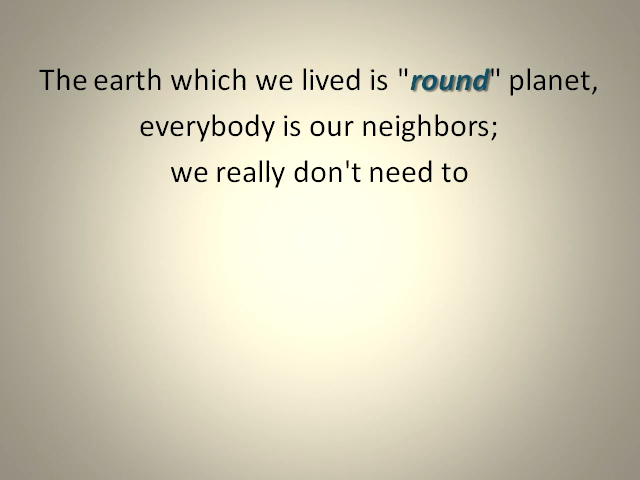 The earth which we lived is "round" planet,
everybody is our neighbors;
we really don't need to